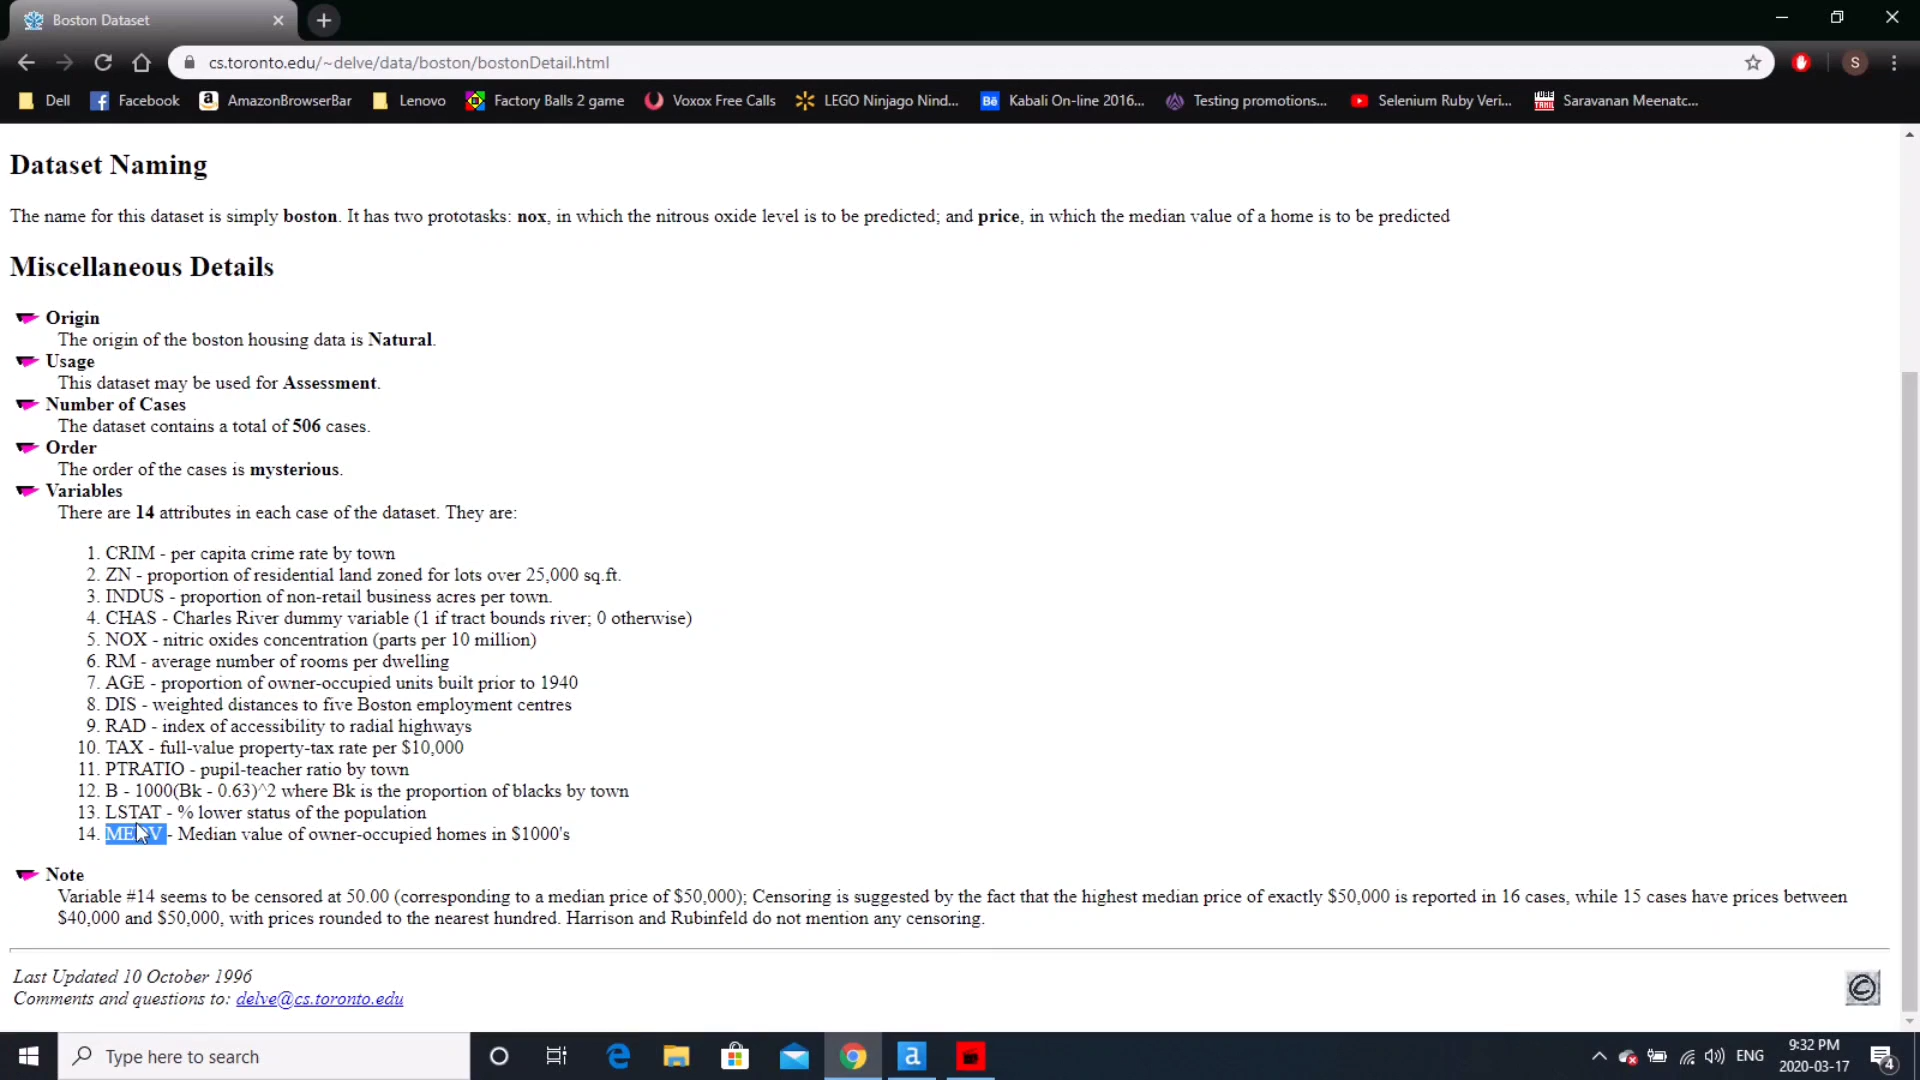 Boston Dataset
cs.toronto.edu/~delve/data/boston/bostonDetail.html
S
Dell Facebook AmazonBrowserBar Lenovo Factory Balls 2 game Voxox Free Calls LEGO Ninjago Nind... Kabali On-line 2016... Testing promotions... Selenium Ruby Veri... Saravanan Meenatc...
Dataset Naming
The name for this dataset is simply boston. It has two prototasks: nox, in which the nitrous oxide level is to be predicted; and price, in which the median value of a home is to be predicted
Miscellaneous Details
Origin
The origin of the boston housing data is Natural.
Usage
This dataset may be used for Assessment.
Number of Cases
The dataset contains a total of 506 cases.
Order
The order of the cases is mysterious.
Variables
There are 14 attributes in each case of the dataset. They are:
1. CRIM - per capita crime rate by town
2. ZN - proportion of residential land zoned for lots over 25,000 sq.ft.
3. INDUS - proportion of non-retail business acres per town.
4. CHAS - Charles River dummy variable (1 if tract bounds river; 0 otherwise)
5. NOX - nitric oxides concentration (parts per 10 million)
6. RM - average number of rooms per dwelling
7. AGE - proportion of owner-occupied units built prior to 1940
8. DIS - weighted distances to five Boston employment centres
9. RAD - index of accessibility to radial highways
10. TAX - full-value property-tax rate per $10,000
11. PTRATIO - pupil-teacher ratio by town
12. B - 1000(Bk - 0.63)^2 where Bk is the proportion of blacks by town
13. LSTAT - % lower status of the population
14. MEDV - Median value of owner-occupied homes in $1000's
Note
Variable #14 seems to be censored at 50.00 (corresponding to a median price of $50,000); Censoring is suggested by the fact that the highest median price of exactly $50,000 is reported in 16 cases, while 15 cases have prices between
$40,000 and $50,000, with prices rounded to the nearest hundred. Harrison and Rubinfeld do not mention any censoring.
Last Updated 10 October 1996
Comments and questions to: delve@cs.toronto.edu
Type here to search
ENG
9:32 PM
2020-03-17
4